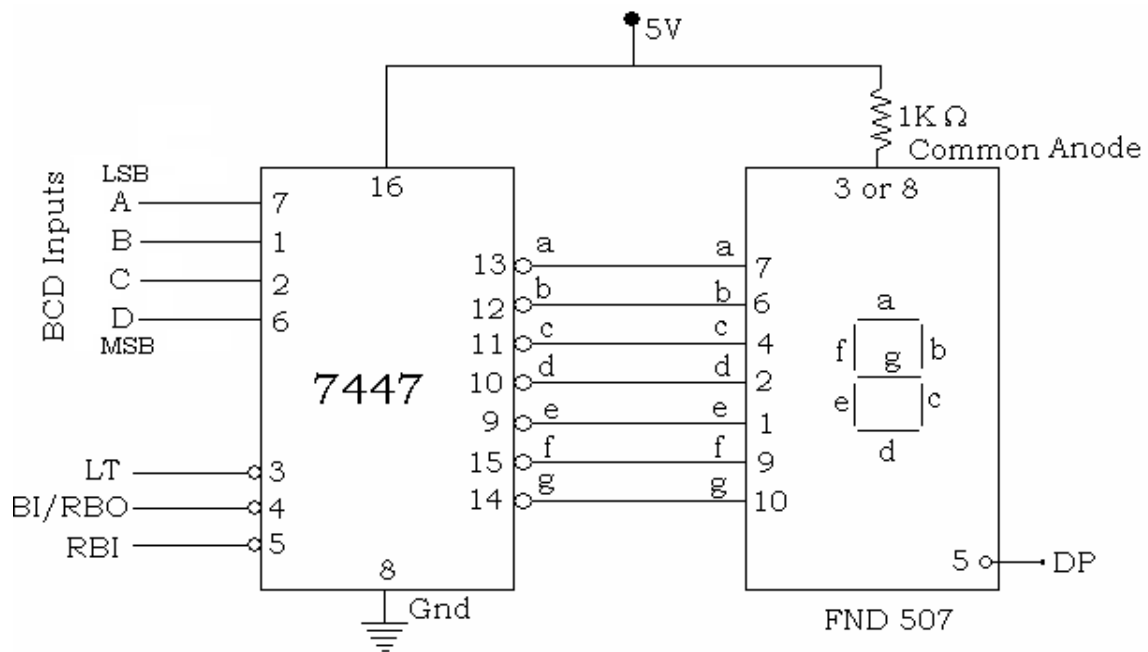 5V
1K Ω
Common Anode
BCD Inputs
LSB
A
B
C
D
MSB
7
1
2
6
16
7447
13
12
11
10
9
15
14
a
b
c
d
e
f
g
a
b
c
d
e
f
g
3 or 8
7
6
4
2
1
9
10
a
f
g
b
e
c
d
LT
BI/RBO
RBI
3
4
5
8
Gnd
5
DP
FND 507